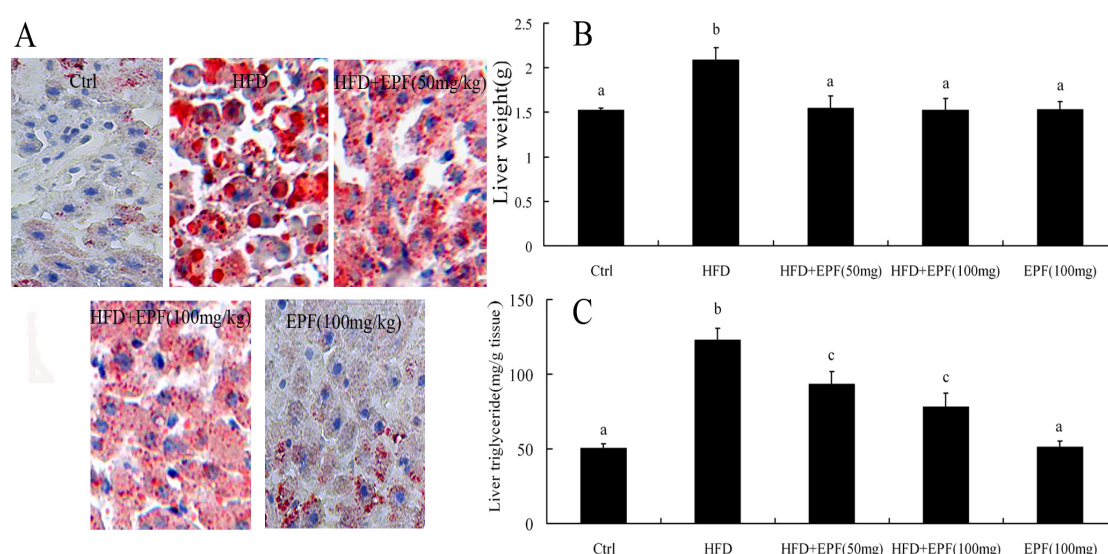 A
Ctrl
HFD
HFD+EPF(50mg/kg)
HFD+EPF(100mg/kg)
EPF(100mg/kg)
B
Liver weight(g)
2.5
2
1.5
1
0.5
0
a
b
a
a
a
Ctrl
HFD
HFD+EPF(50mg)
HFD+EPF(100mg)
EPF(100mg)
C
Liver triglyceride(mg/g tissue)
150
100
50
0
a
b
c
c
a
Ctrl
HFD
HFD+EPF(50mg)
HFD+EPF(100mg)
EPF(100mg)